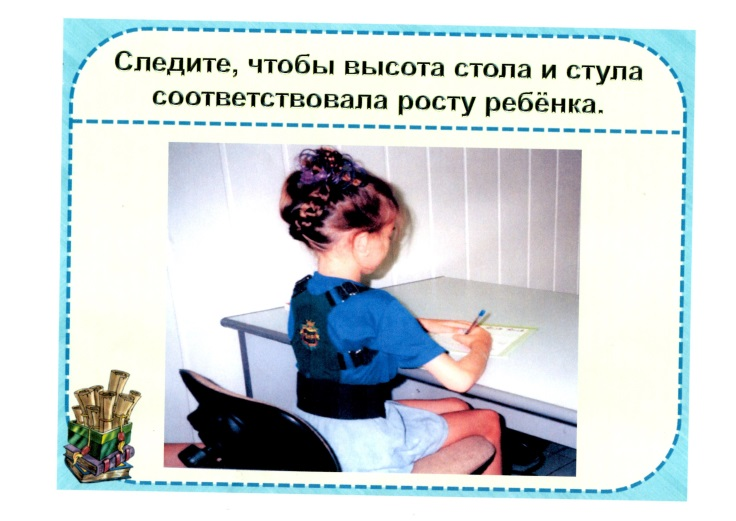 Следите, чтобы высота стола и стула
соответствовала росту ребёнка.